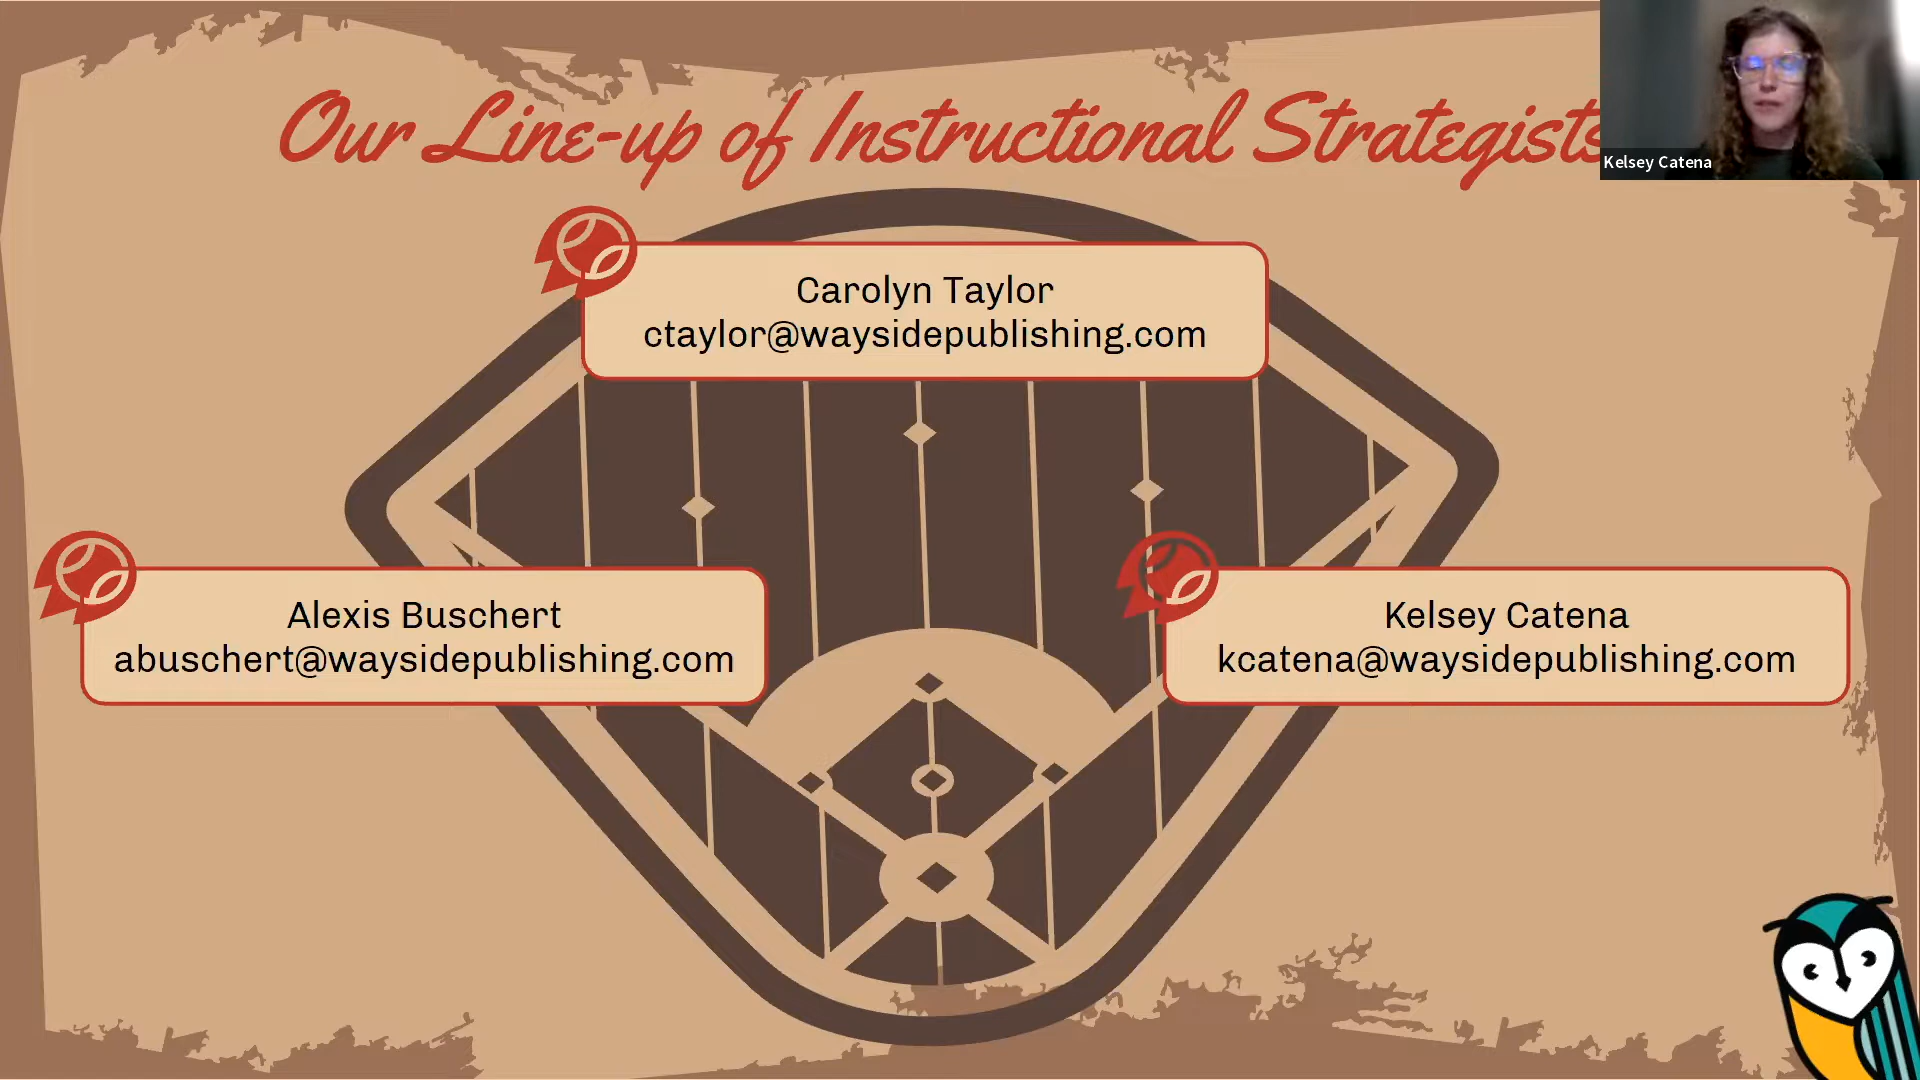 Our Line-up of Instructional Strategists
Kelsey Catena
Carolyn Taylor
ctaylor@waysidepublishing.com
Alexis Buschert
abuschert@waysidepublishing.com
Kelsey Catena
kcatena@waysidepublishing.com